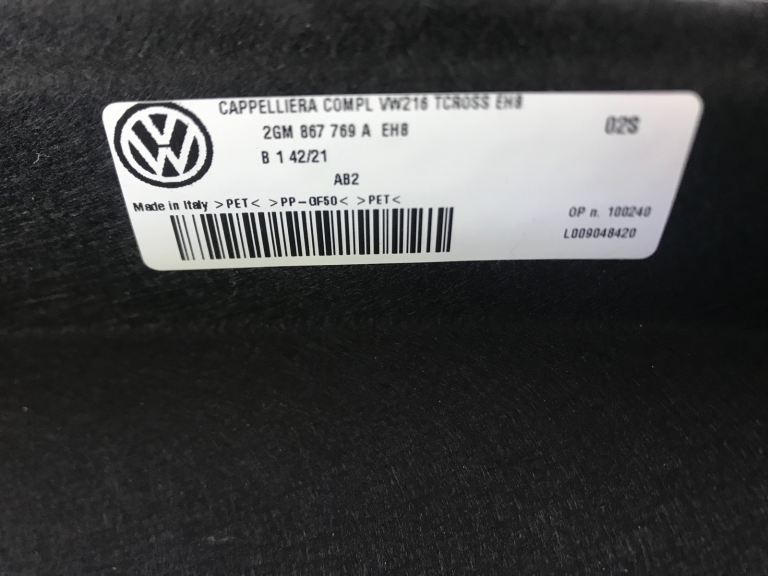 CAPPELLIERA COMPL VW216 TCROSS EH8
2GM 867 769 A EH8
02S
B 1 42/21
AB2
Made in Italy >PET< >PP-GF50< >PET<
OP n. 100240
L009048420
VW